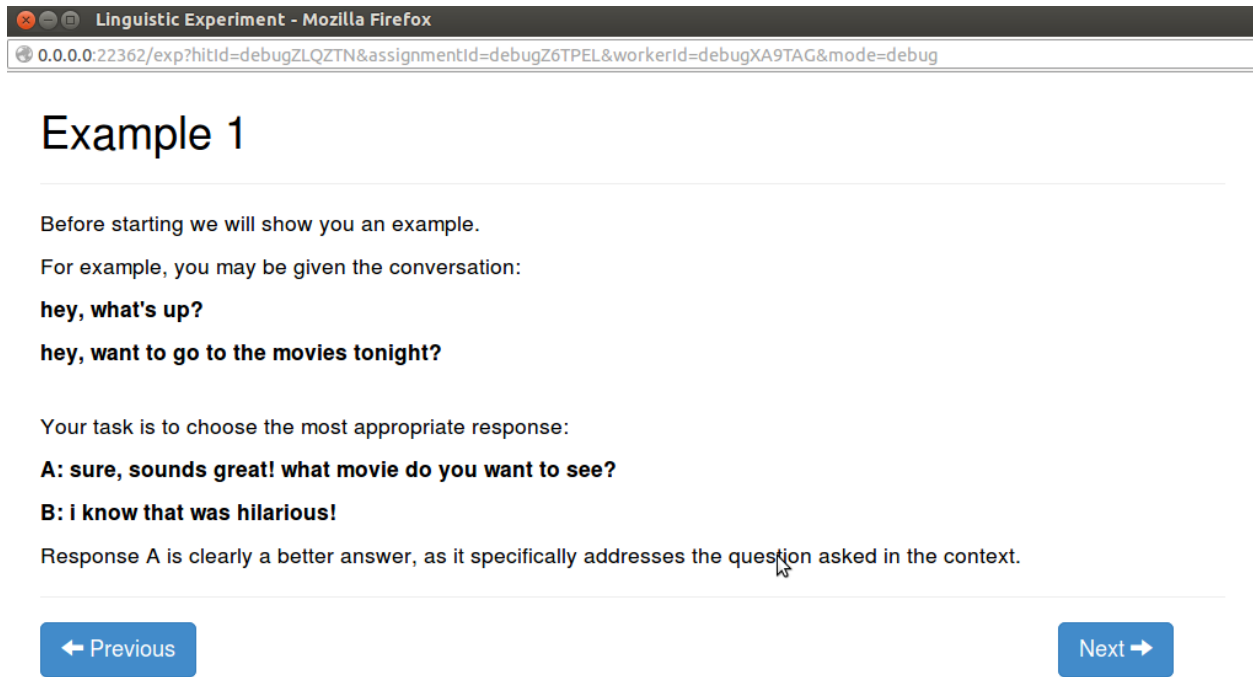 Linguistic Experiment - Mozilla Firefox
0.0.0.0:22362/exp?hitId=debugZLQZTN&assignmentId=debugZ6TPEL&workerId=debugXA9TAG&mode=debug
Example 1
Before starting we will show you an example.
For example, you may be given the conversation:
hey, what's up?
hey, want to go to the movies tonight?
Your task is to choose the most appropriate response:
A: sure, sounds great! what movie do you want to see?
B: i know that was hilarious!
Response A is clearly a better answer, as it specifically addresses the question asked in the context.
Previous
Next